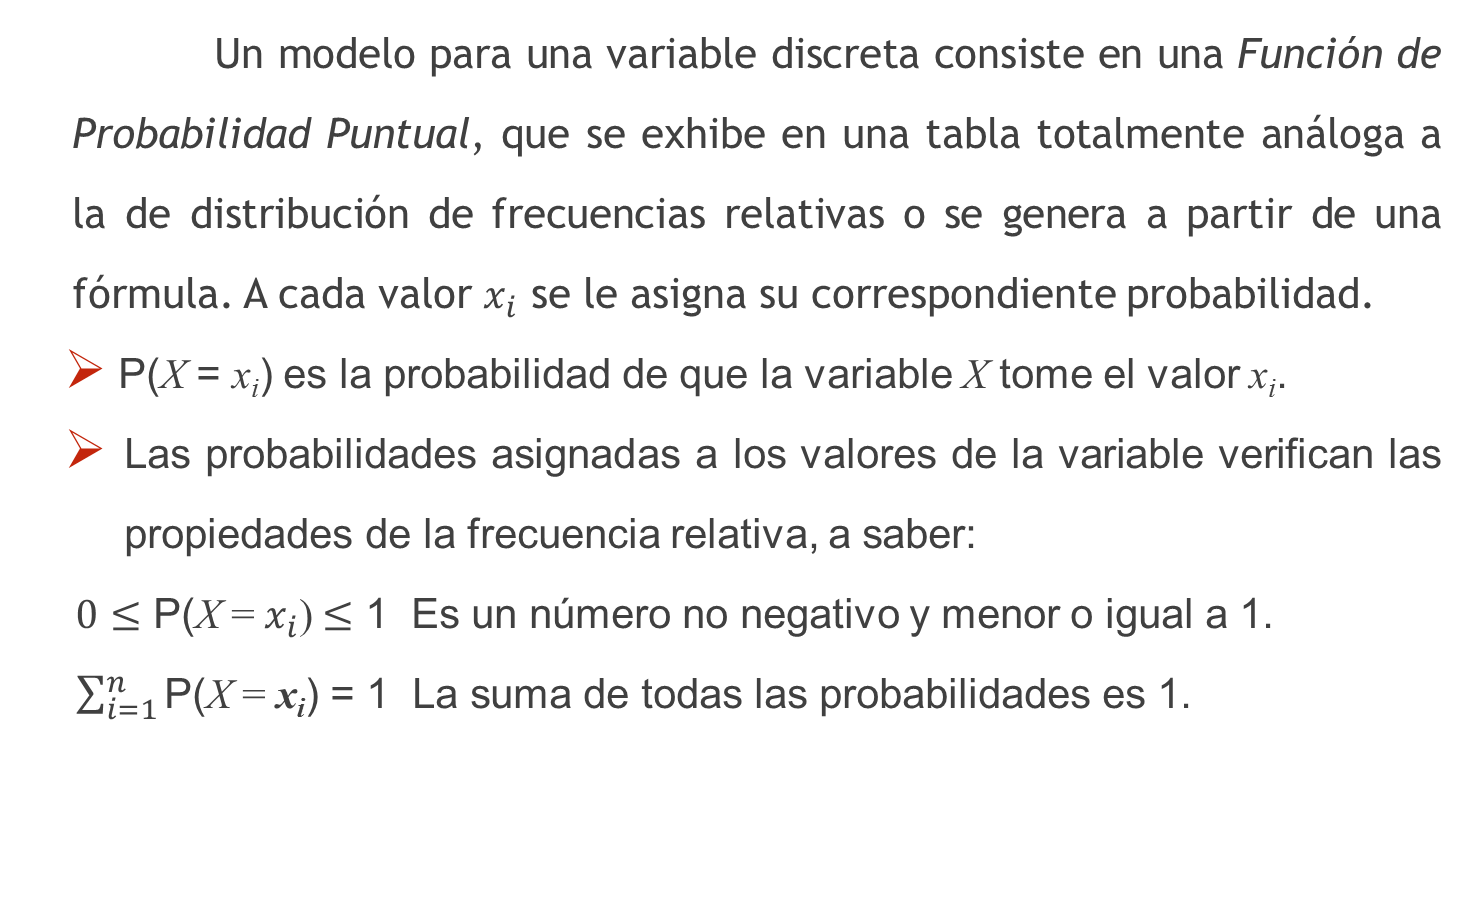 Un modelo para una variable discreta consiste en una Función de
Probabilidad Puntual, que se exhibe en una tabla totalmente análoga a
la de distribución de frecuencias relativas o se genera a partir de una
fórmula. A cada valor 𝑥ᵢ se le asigna su correspondiente probabilidad.
➢ P(X = xᵢ) es la probabilidad de que la variable X tome el valor xᵢ.
➢ Las probabilidades asignadas a los valores de la variable verifican las
propiedades de la frecuencia relativa, a saber:
0 ≤ P(X = 𝑥ᵢ) ≤ 1 Es un número no negativo y menor o igual a 1.
∑ⁿᵢ₌₁ P(X = xᵢ) = 1 La suma de todas las probabilidades es 1.